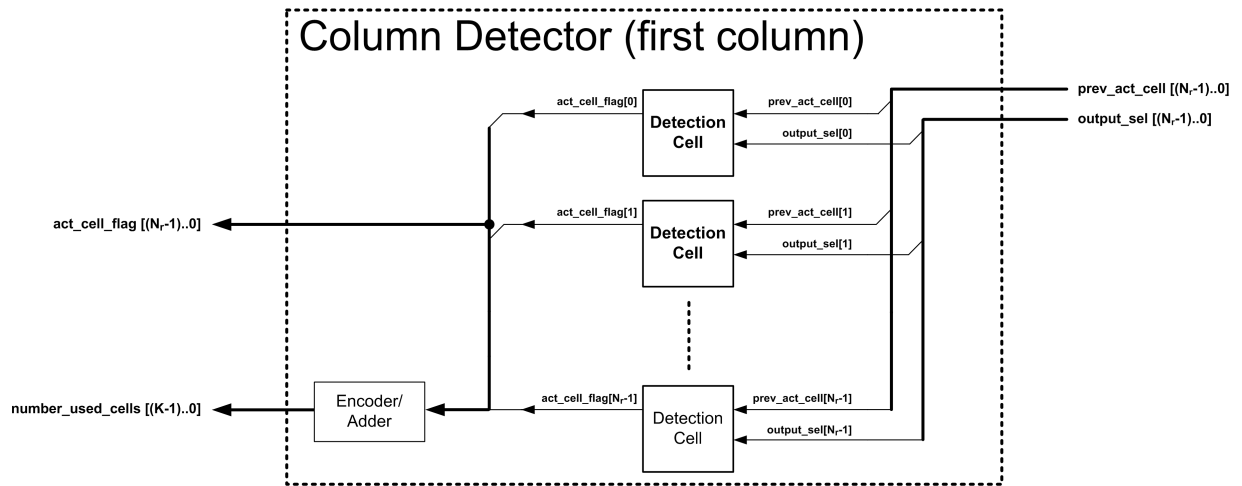 Column Detector (first column)
prev_act_cell [(Nᵣ-1)..0]
act_cell_flag[0]
Detection
Cell
prev_act_cell[0]
output_sel [(Nᵣ-1)..0]
output_sel[0]
act_cell_flag [(Nᵣ-1)..0]
act_cell_flag[1]
Detection
Cell
prev_act_cell[1]
output_sel[1]
number_used_cells [(K-1)..0]
Encoder/
Adder
act_cell_flag[Nᵣ-1]
Detection
Cell
prev_act_cell[Nᵣ-1]
output_sel[Nᵣ-1]